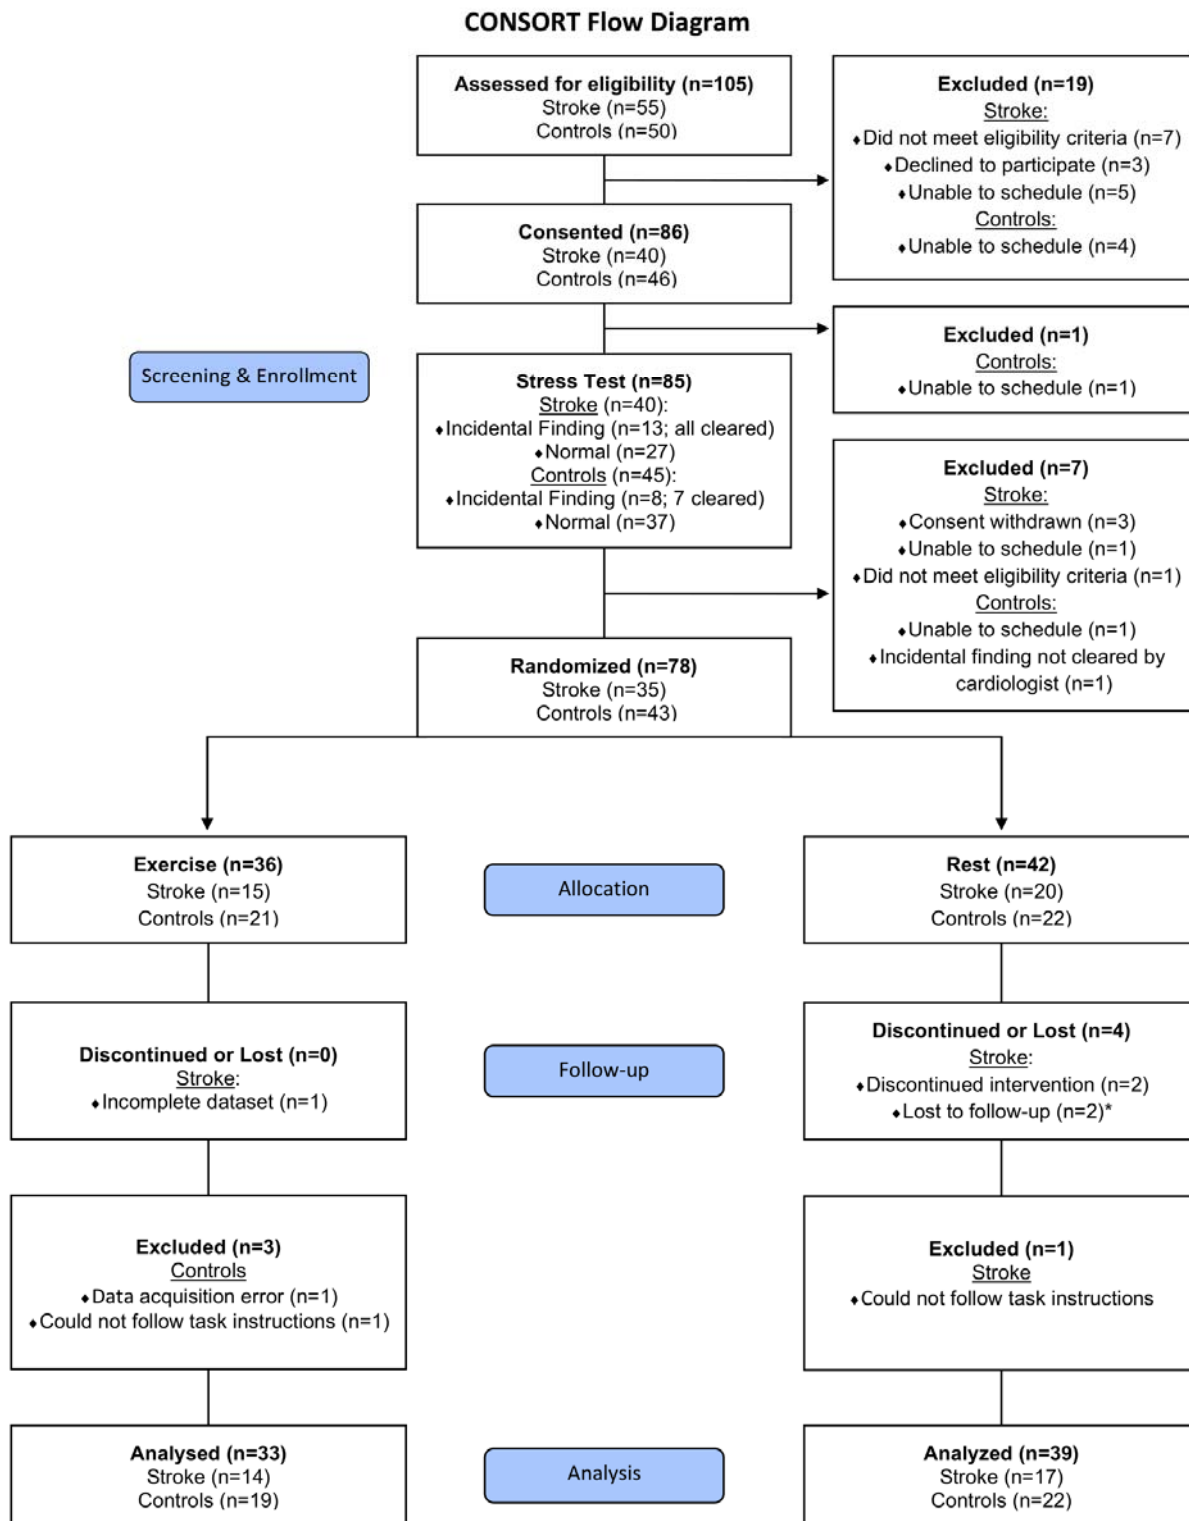 CONSORT Flow Diagram
Assessed for eligibility (n=105)
Stroke (n=55)
Controls (n=50)
Excluded (n=19)
Stroke:
♦Did not meet eligibility criteria (n=7)
♦Declined to participate (n=3)
♦Unable to schedule (n=5)
Controls:
♦Unable to schedule (n=4)
Consented (n=86)
Stroke (n=40)
Controls (n=46)
Excluded (n=1)
Controls:
♦Unable to schedule (n=1)
Screening & Enrollment
Stress Test (n=85)
Stroke (n=40):
♦Incidental Finding (n=13; all cleared)
♦Normal (n=27)
Controls (n=45):
♦Incidental Finding (n=8; 7 cleared)
♦Normal (n=37)
Excluded (n=7)
Stroke:
♦Consent withdrawn (n=3)
♦Unable to schedule (n=1)
♦Did not meet eligibility criteria (n=1)
Controls:
♦Unable to schedule (n=1)
♦Incidental finding not cleared by
cardiologist (n=1)
Randomized (n=78)
Stroke (n=35)
Controls (n=43)
Exercise (n=36)
Stroke (n=15)
Controls (n=21)
Allocation
Rest (n=42)
Stroke (n=20)
Controls (n=22)
Discontinued or Lost (n=0)
Stroke:
♦Incomplete dataset (n=1)
Follow-up
Discontinued or Lost (n=4)
Stroke:
♦Discontinued intervention (n=2)
♦Lost to follow-up (n=2)*
Excluded (n=3)
Controls
♦Data acquisition error (n=1)
♦Could not follow task instructions (n=1)
Excluded (n=1)
Stroke
♦Could not follow task instructions
Analysed (n=33)
Stroke (n=14)
Controls (n=19)
Analysis
Analyzed (n=39)
Stroke (n=17)
Controls (n=22)